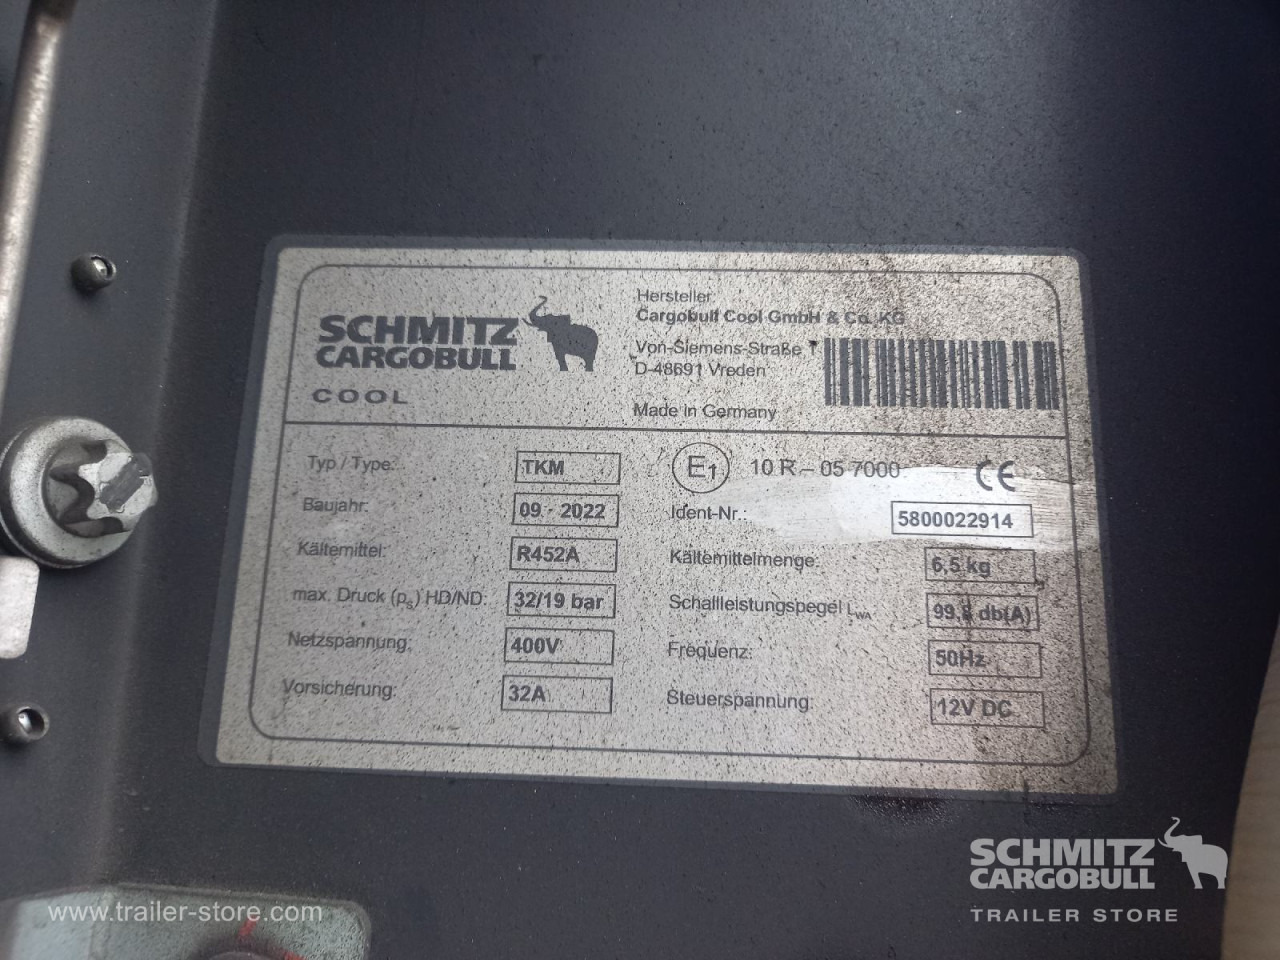 SCHMITZ
CARGOBULL
COOL
Hersteller
Cargobull Cool GmbH & Co. KG
Von-Siemens-Straße 1
D-48691 Vreden
Made in Germany
Typ / Type: TKM
E1 10 R - 05 7000 CE
Baujahr: 09 - 2022
Ident-Nr.: 5800022914
Kältemittel: R452A
Kältemittelmenge: 6,5 kg
max. Druck (ps) HD/ND: 32/19 bar
Schallleistungspegel LWA 99,8 db(A)
Netzspannung: 400V
Frequenz: 50Hz
Vorsicherung: 32A
Steuerspannung: 12V DC
SCHMITZ
CARGOBULL
TRAILER STORE
www.trailer-store.com